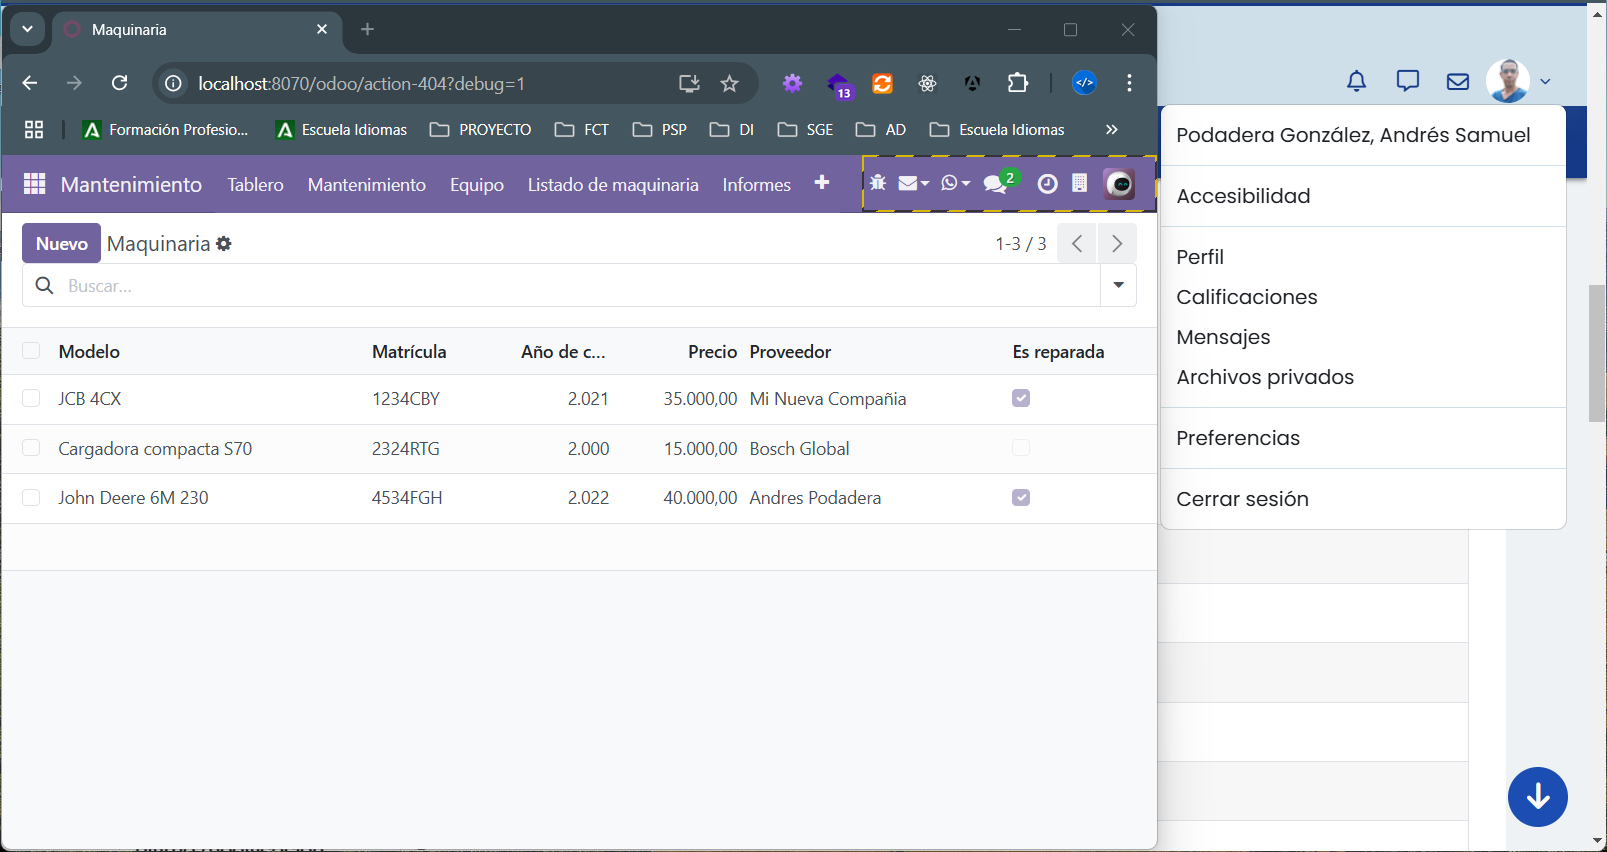 Maquinaria
localhost:8070/odoo/action-404?debug=1
13
Formación Profesio...
Escuela Idiomas
PROYECTO
FCT
PSP
DI
SGE
AD
Escuela Idiomas
»
Mantenimiento
Tablero
Mantenimiento
Equipo
Listado de maquinaria
Informes
2
Nuevo
Maquinaria
1-3 / 3
Buscar...
Modelo Matrícula Año de c... Precio Proveedor Es reparada
JCB 4CX 1234CBY 2.021 35.000,00 Mi Nueva Compañia
Cargadora compacta S70 2324RTG 2.000 15.000,00 Bosch Global
John Deere 6M 230 4534FGH 2.022 40.000,00 Andres Podadera
Podadera González, Andrés Samuel
Accesibilidad
Perfil
Calificaciones
Mensajes
Archivos privados
Preferencias
Cerrar sesión